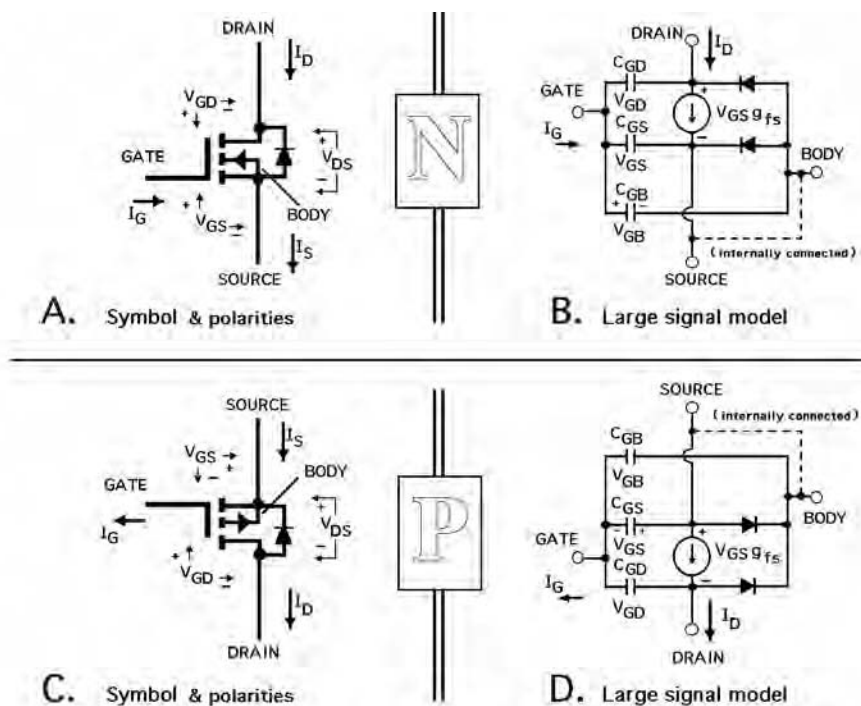 DRAIN
I_D
V_GD
+ −
GATE
+
V_DS
−
I_G
+ V_GS −
BODY
I_S
SOURCE
A. Symbol & polarities
N
DRAIN
I_D
C_GD
GATE
V_GD
+
V_GS g_fs
I_G
C_GS
−
V_GS
BODY
C_GB
+ −
V_GB
(internally connected)
SOURCE
B. Large signal model
SOURCE
I_S
V_GS
− +
BODY
GATE
+
V_DS
−
I_G
+ V_GD −
I_D
DRAIN
C. Symbol & polarities
P
SOURCE
(internally connected)
C_GB
V_GB
C_GS
− +
BODY
V_GS
+
GATE
V_GS g_fs
C_GD
−
I_G
V_GD
I_D
DRAIN
D. Large signal model